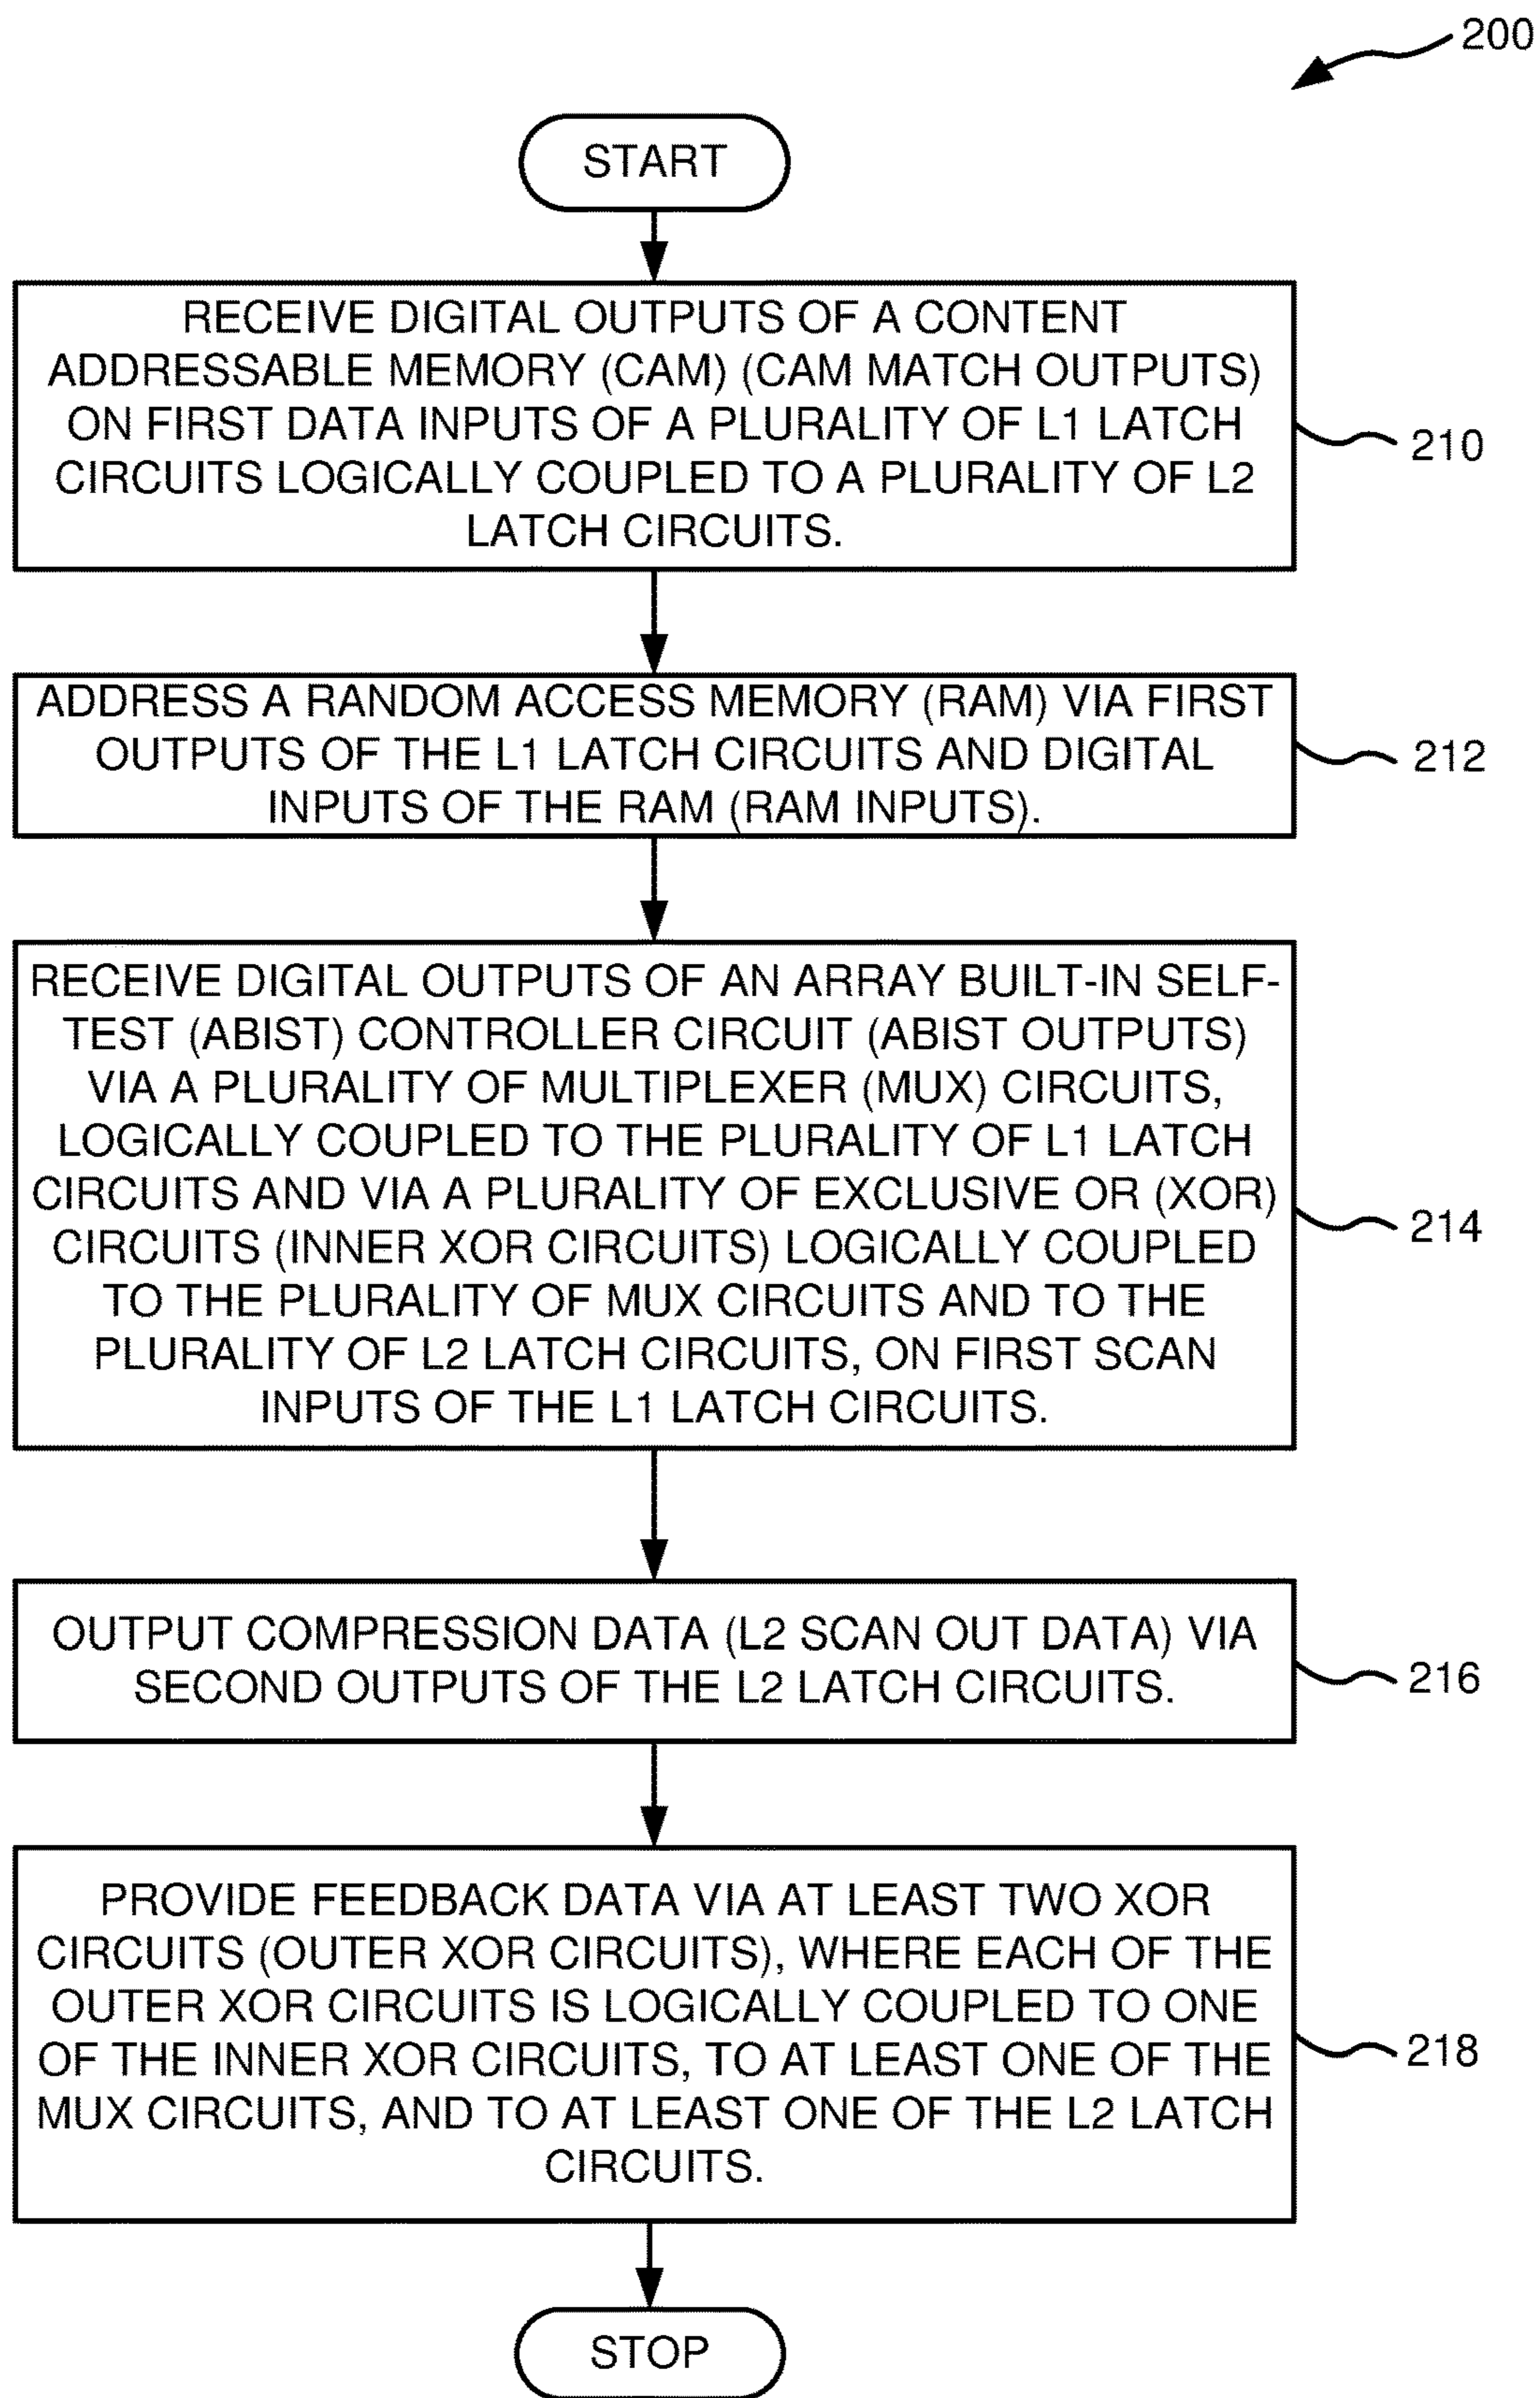 200
START
RECEIVE DIGITAL OUTPUTS OF A CONTENT
ADDRESSABLE MEMORY (CAM) (CAM MATCH OUTPUTS)
ON FIRST DATA INPUTS OF A PLURALITY OF L1 LATCH
CIRCUITS LOGICALLY COUPLED TO A PLURALITY OF L2
LATCH CIRCUITS.
210
ADDRESS A RANDOM ACCESS MEMORY (RAM) VIA FIRST
OUTPUTS OF THE L1 LATCH CIRCUITS AND DIGITAL
INPUTS OF THE RAM (RAM INPUTS).
212
RECEIVE DIGITAL OUTPUTS OF AN ARRAY BUILT-IN SELF-
TEST (ABIST) CONTROLLER CIRCUIT (ABIST OUTPUTS)
VIA A PLURALITY OF MULTIPLEXER (MUX) CIRCUITS,
LOGICALLY COUPLED TO THE PLURALITY OF L1 LATCH
CIRCUITS AND VIA A PLURALITY OF EXCLUSIVE OR (XOR)
CIRCUITS (INNER XOR CIRCUITS) LOGICALLY COUPLED
TO THE PLURALITY OF MUX CIRCUITS AND TO THE
PLURALITY OF L2 LATCH CIRCUITS, ON FIRST SCAN
INPUTS OF THE L1 LATCH CIRCUITS.
214
OUTPUT COMPRESSION DATA (L2 SCAN OUT DATA) VIA
SECOND OUTPUTS OF THE L2 LATCH CIRCUITS.
216
PROVIDE FEEDBACK DATA VIA AT LEAST TWO XOR
CIRCUITS (OUTER XOR CIRCUITS), WHERE EACH OF THE
OUTER XOR CIRCUITS IS LOGICALLY COUPLED TO ONE
OF THE INNER XOR CIRCUITS, TO AT LEAST ONE OF THE
MUX CIRCUITS, AND TO AT LEAST ONE OF THE L2 LATCH
CIRCUITS.
218
STOP